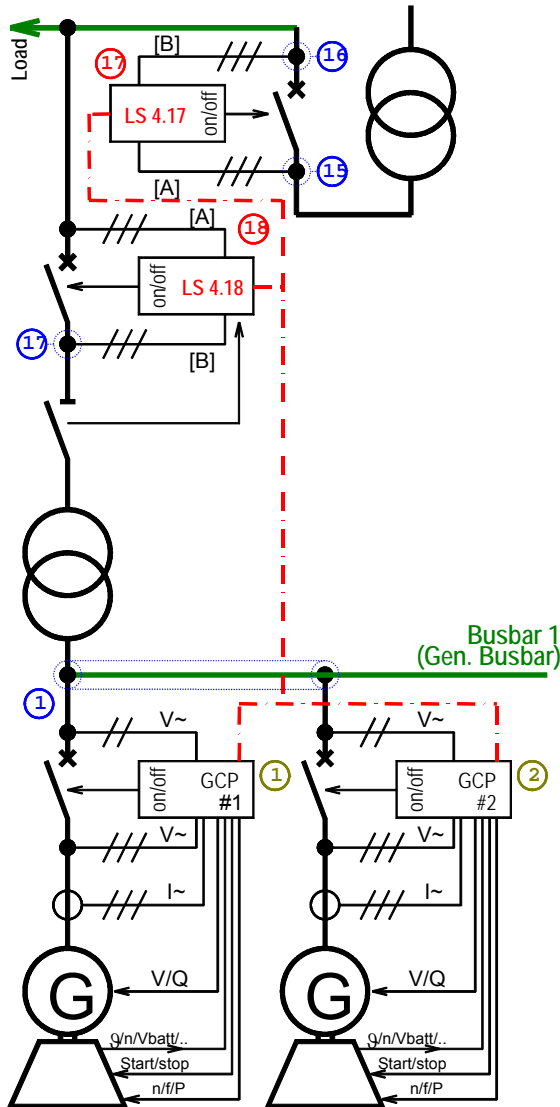 Load
[B]
17
16
LS 4.17
on/off
15
[A]
[A]
18
on/off
LS 4.18
17
[B]
Busbar 1
(Gen. Busbar)
1
V~
V~
on/off
GCP
#1
1
on/off
GCP
#2
2
V~
V~
I~
I~
G
V/Q
G
V/Q
ϑ/n/Vbatt/..
ϑ/n/Vbatt/..
Start/stop
Start/stop
n/f/P
n/f/P